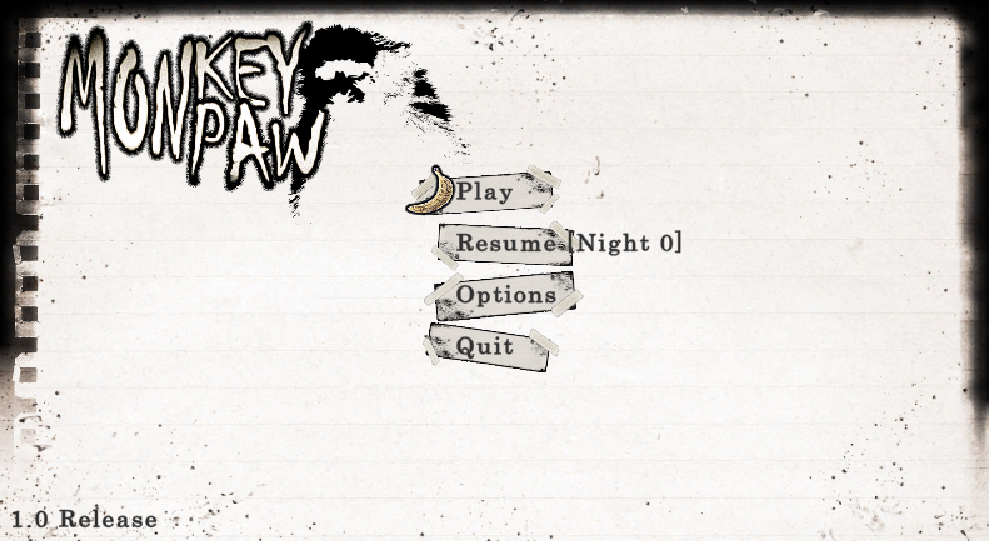 MONKEY
PAW
Play
Resume [Night 0]
Options
Quit
1.0 Release